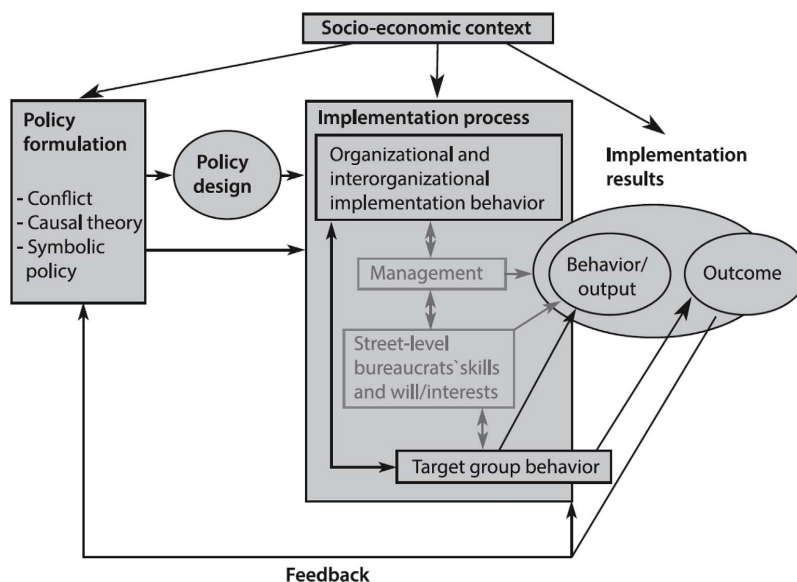 Socio-economic context
Policy
formulation
- Conflict
- Causal theory
- Symbolic
policy
Policy
design
Implementation process
Organizational and
interorganizational
implementation behavior
Management
Street-level
bureaucrats`skills
and will/interests
Target group behavior
Implementation
results
Behavior/
output
Outcome
Feedback